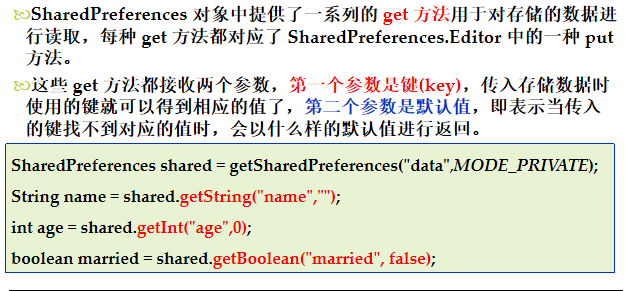 SharedPreferences 对象中提供了一系列的 get 方法用于对存储的数据进
行读取，每种 get 方法都对应了 SharedPreferences.Editor 中的一种 put
方法。
这些 get 方法都接收两个参数，第一个参数是键(key)，传入存储数据时
使用的键就可以得到相应的值了，第二个参数是默认值，即表示当传入
的键找不到对应的值时，会以什么样的默认值进行返回。
SharedPreferences shared = getSharedPreferences("data",MODE_PRIVATE);
String name = shared.getString("name","");
int age = shared.getInt("age",0);
boolean married = shared.getBoolean("married", false);